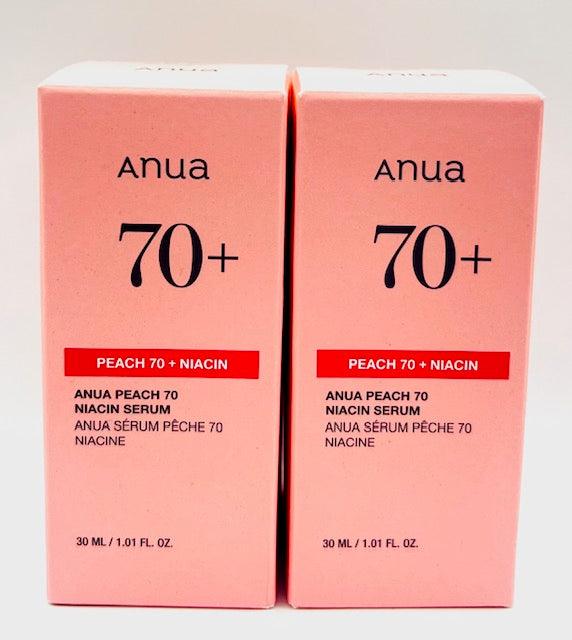 Anua
Anua
70+
PEACH 70 + NIACIN
ANUA PEACH 70
NIACIN SERUM
ANUA SÉRUM PÊCHE 70
NIACINE
30 ML / 1.01 FL. OZ.
Anua
Anua
70+
PEACH 70 + NIACIN
ANUA PEACH 70
NIACIN SERUM
ANUA SÉRUM PÊCHE 70
NIACINE
30 ML / 1.01 FL. OZ.